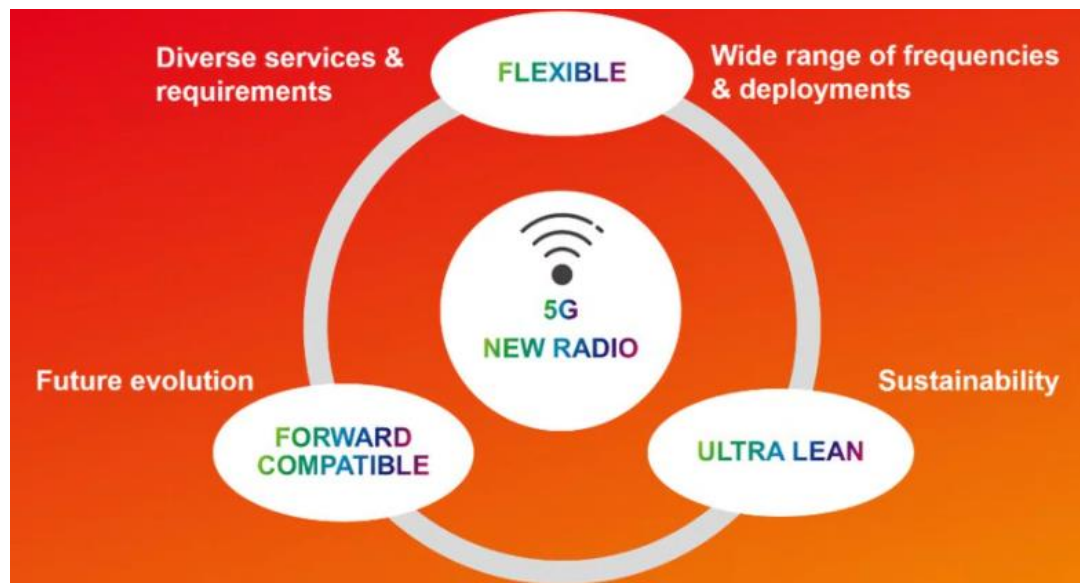 Diverse services &
requirements
FLEXIBLE
Wide range of frequencies
& deployments
5G
NEW RADIO
Future evolution
Sustainability
FORWARD
COMPATIBLE
ULTRA LEAN